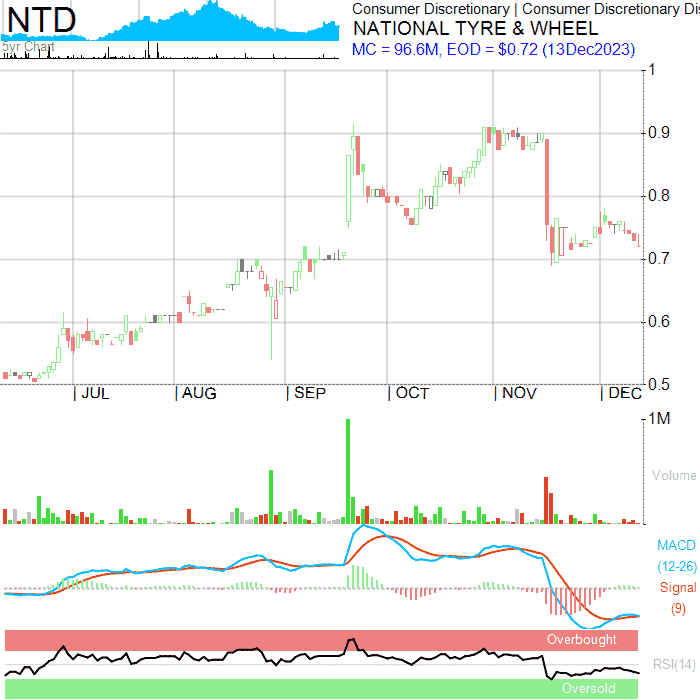 NTD
5yr Chart
Consumer Discretionary | Consumer Discretionary Dis
NATIONAL TYRE & WHEEL
MC = 96.6M, EOD = $0.72 (13Dec2023)
1
0.9
0.8
0.7
0.6
0.5
| JUL | AUG | SEP | OCT | NOV | DEC
1M
Volume
MACD
(12-26)
Signal
(9)
Overbought
RSI(14)
Oversold